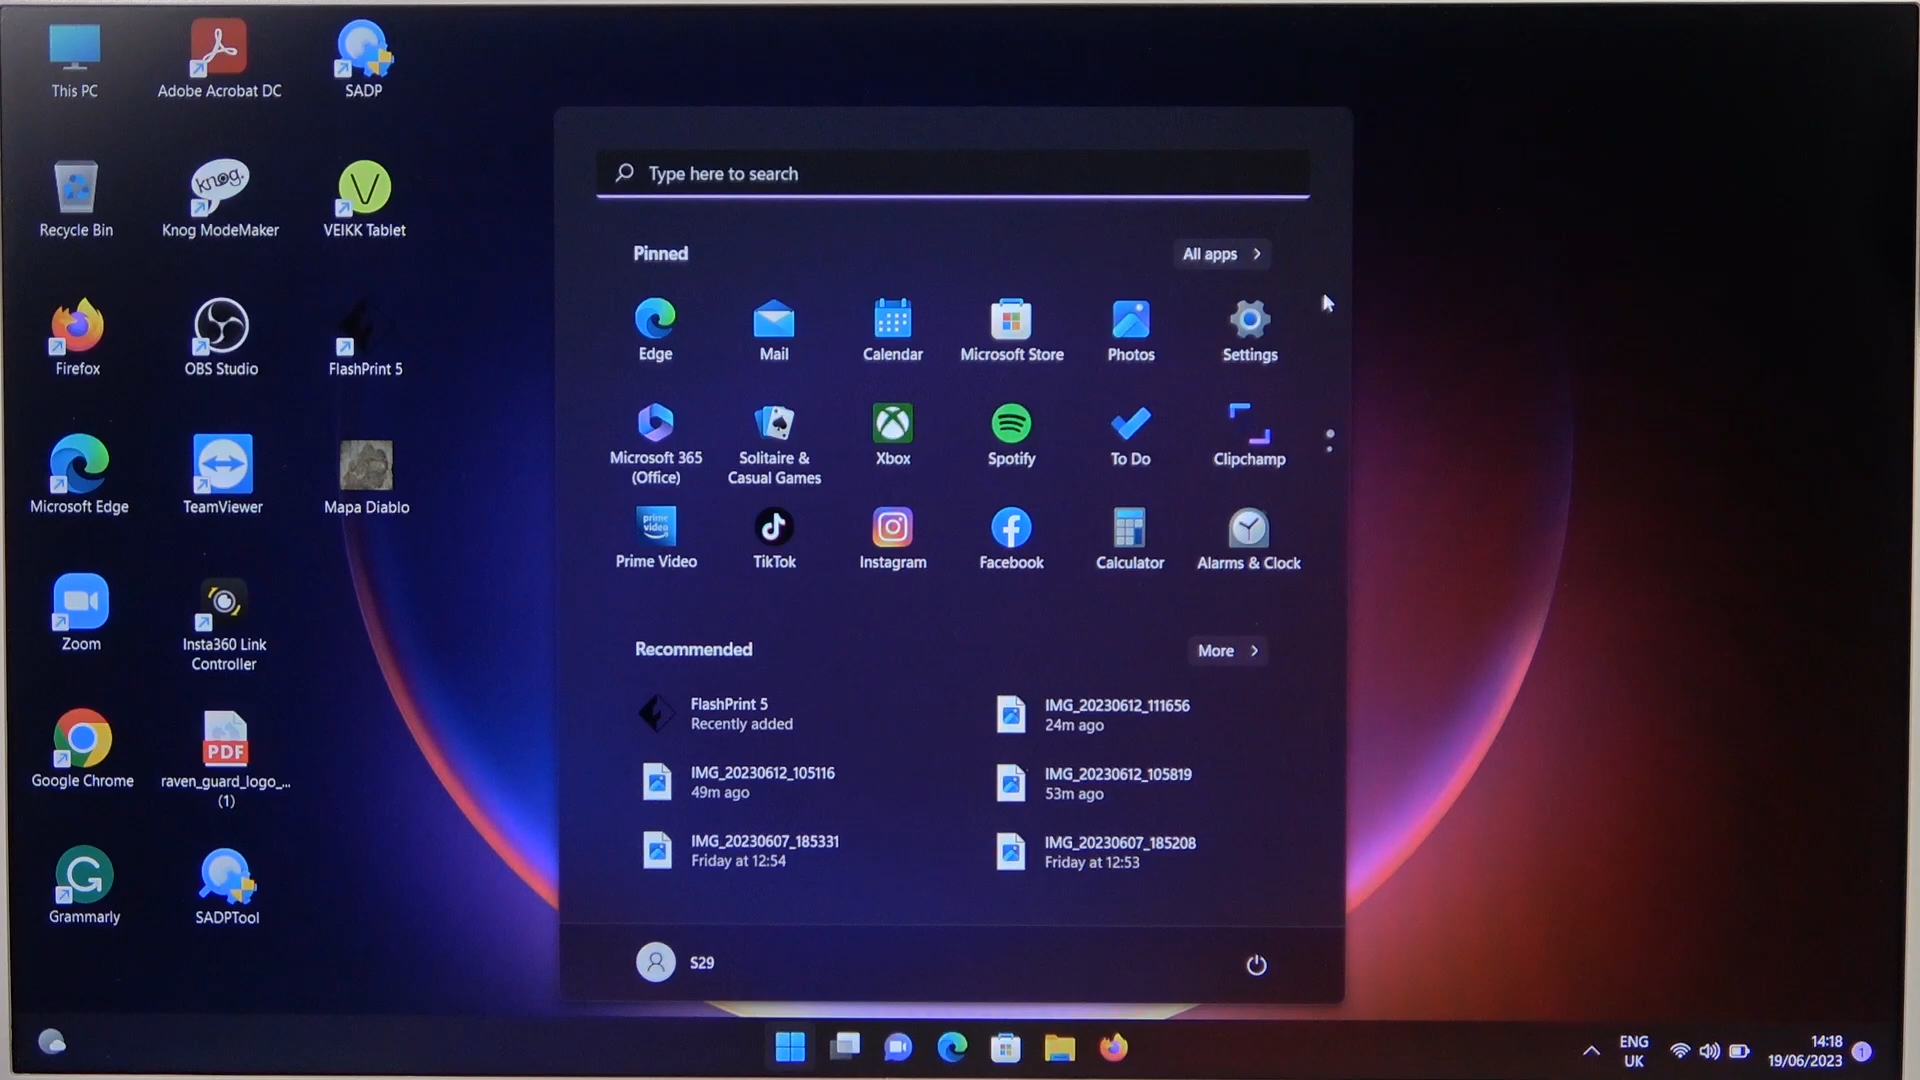 This PC
Adobe Acrobat DC
SADP
Recycle Bin
knog.
Knog ModeMaker
V
VEIKK Tablet
Firefox
OBS Studio
FlashPrint 5
Microsoft Edge
TeamViewer
Mapa Diablo
Zoom
Insta360 Link
Controller
Google Chrome
PDF
raven_guard_logo_...
(1)
G
Grammarly
SADPTool
Type here to search
Pinned
All apps
Edge
Mail
Calendar
Microsoft Store
Photos
Settings
Microsoft 365
(Office)
Solitaire &
Casual Games
Xbox
Spotify
To Do
Clipchamp
prime
video
Prime Video
TikTok
Instagram
Facebook
Calculator
Alarms & Clock
Recommended
More
FlashPrint 5
Recently added
IMG_20230612_111656
24m ago
IMG_20230612_105116
49m ago
IMG_20230612_105819
53m ago
IMG_20230607_185331
Friday at 12:54
IMG_20230607_185208
Friday at 12:53
S29
ENG
UK
14:18
19/06/2023
1